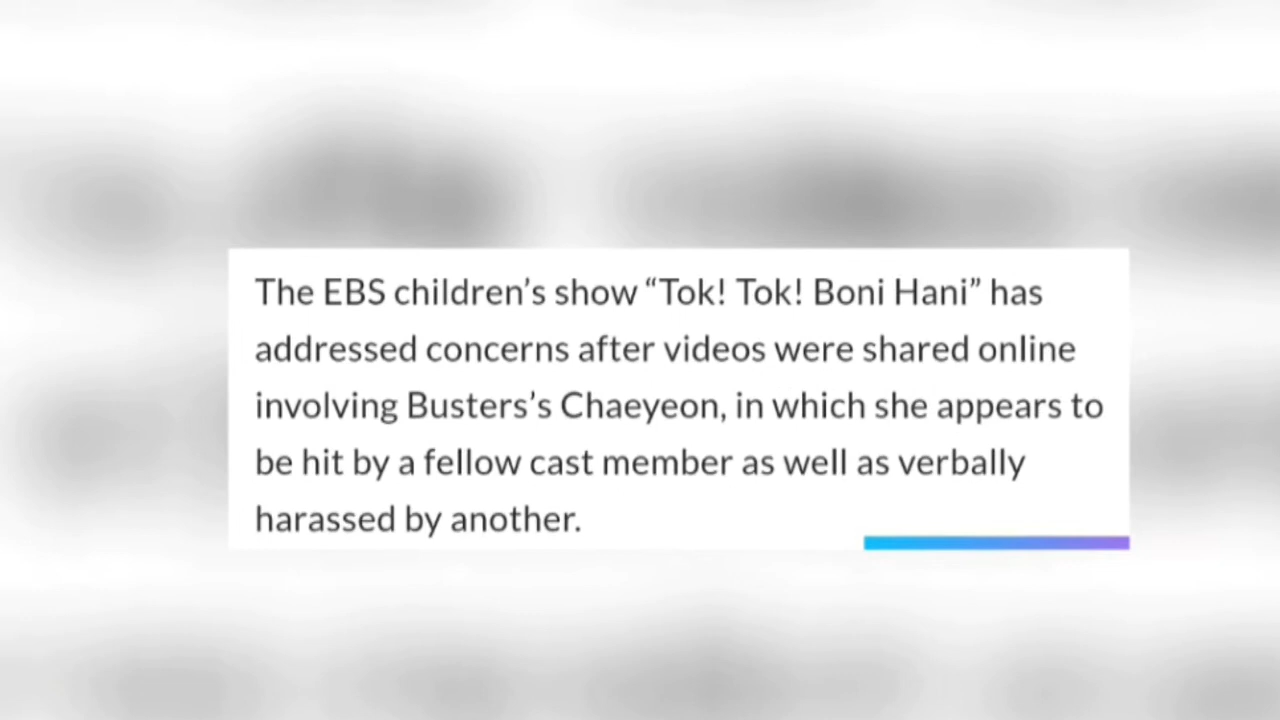 The EBS children’s show “Tok! Tok! Boni Hani” has
addressed concerns after videos were shared online
involving Busters’s Chaeyeon, in which she appears to
be hit by a fellow cast member as well as verbally
harassed by another.